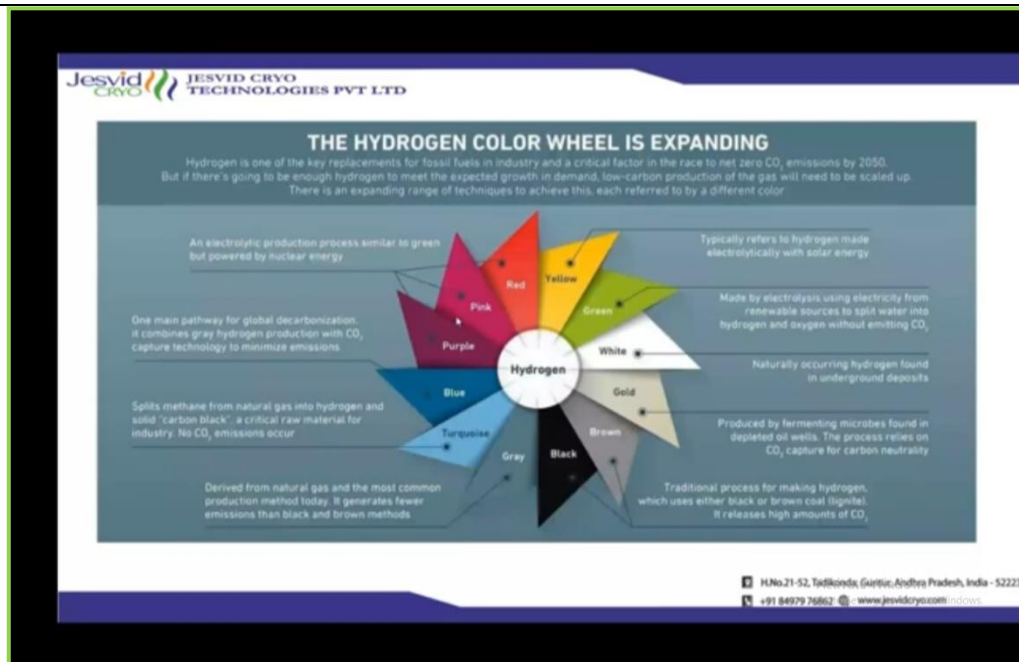 Jesvid
CRYO
JESVID CRYO
TECHNOLOGIES PVT LTD
THE HYDROGEN COLOR WHEEL IS EXPANDING
Hydrogen is one of the key replacements for fossil fuels in industry and a critical factor in the race to net zero CO₂ emissions by 2050.
But if there's going to be enough hydrogen to meet the expected growth in demand, low-carbon production of the gas will need to be scaled up.
There is an expanding range of techniques to achieve this, each referred to by a different color
An electrolytic production process similar to green
but powered by nuclear energy
One main pathway for global decarbonization,
it combines gray hydrogen production with CO₂
capture technology to minimize emissions
Splits methane from natural gas into hydrogen and
solid "carbon black", a critical raw material for
industry. No CO₂ emissions occur
Derived from natural gas and the most common
production method today. It generates fewer
emissions than black and brown methods
Red
Yellow
Pink
Green
Purple
White
Hydrogen
Blue
Gold
Turquoise
Brown
Gray
Black
Typically refers to hydrogen made
electrolytically with solar energy
Made by electrolysis using electricity from
renewable sources to split water into
hydrogen and oxygen without emitting CO₂
Naturally occurring hydrogen found
in underground deposits
Produced by fermenting microbes found in
depleted oil wells. The process relies on
CO₂ capture for carbon neutrality
Traditional process for making hydrogen,
which uses either black or brown coal (lignite).
It releases high amounts of CO₂
H.No.21-52, Tadikonda, Guntur, Andhra Pradesh, India - 5222
+91 84979 76862 www.jesvidcryo.com